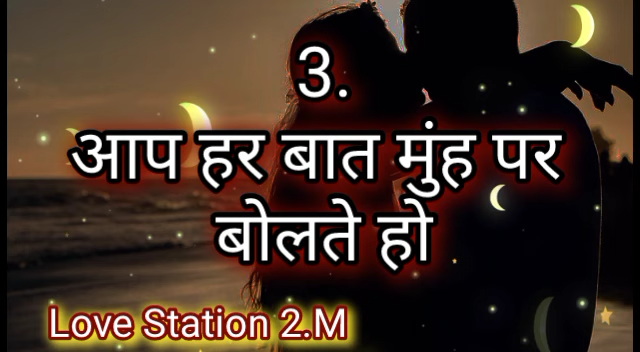 3.
आप हर बात मुंह पर
बोलते हो
Love Station 2.M